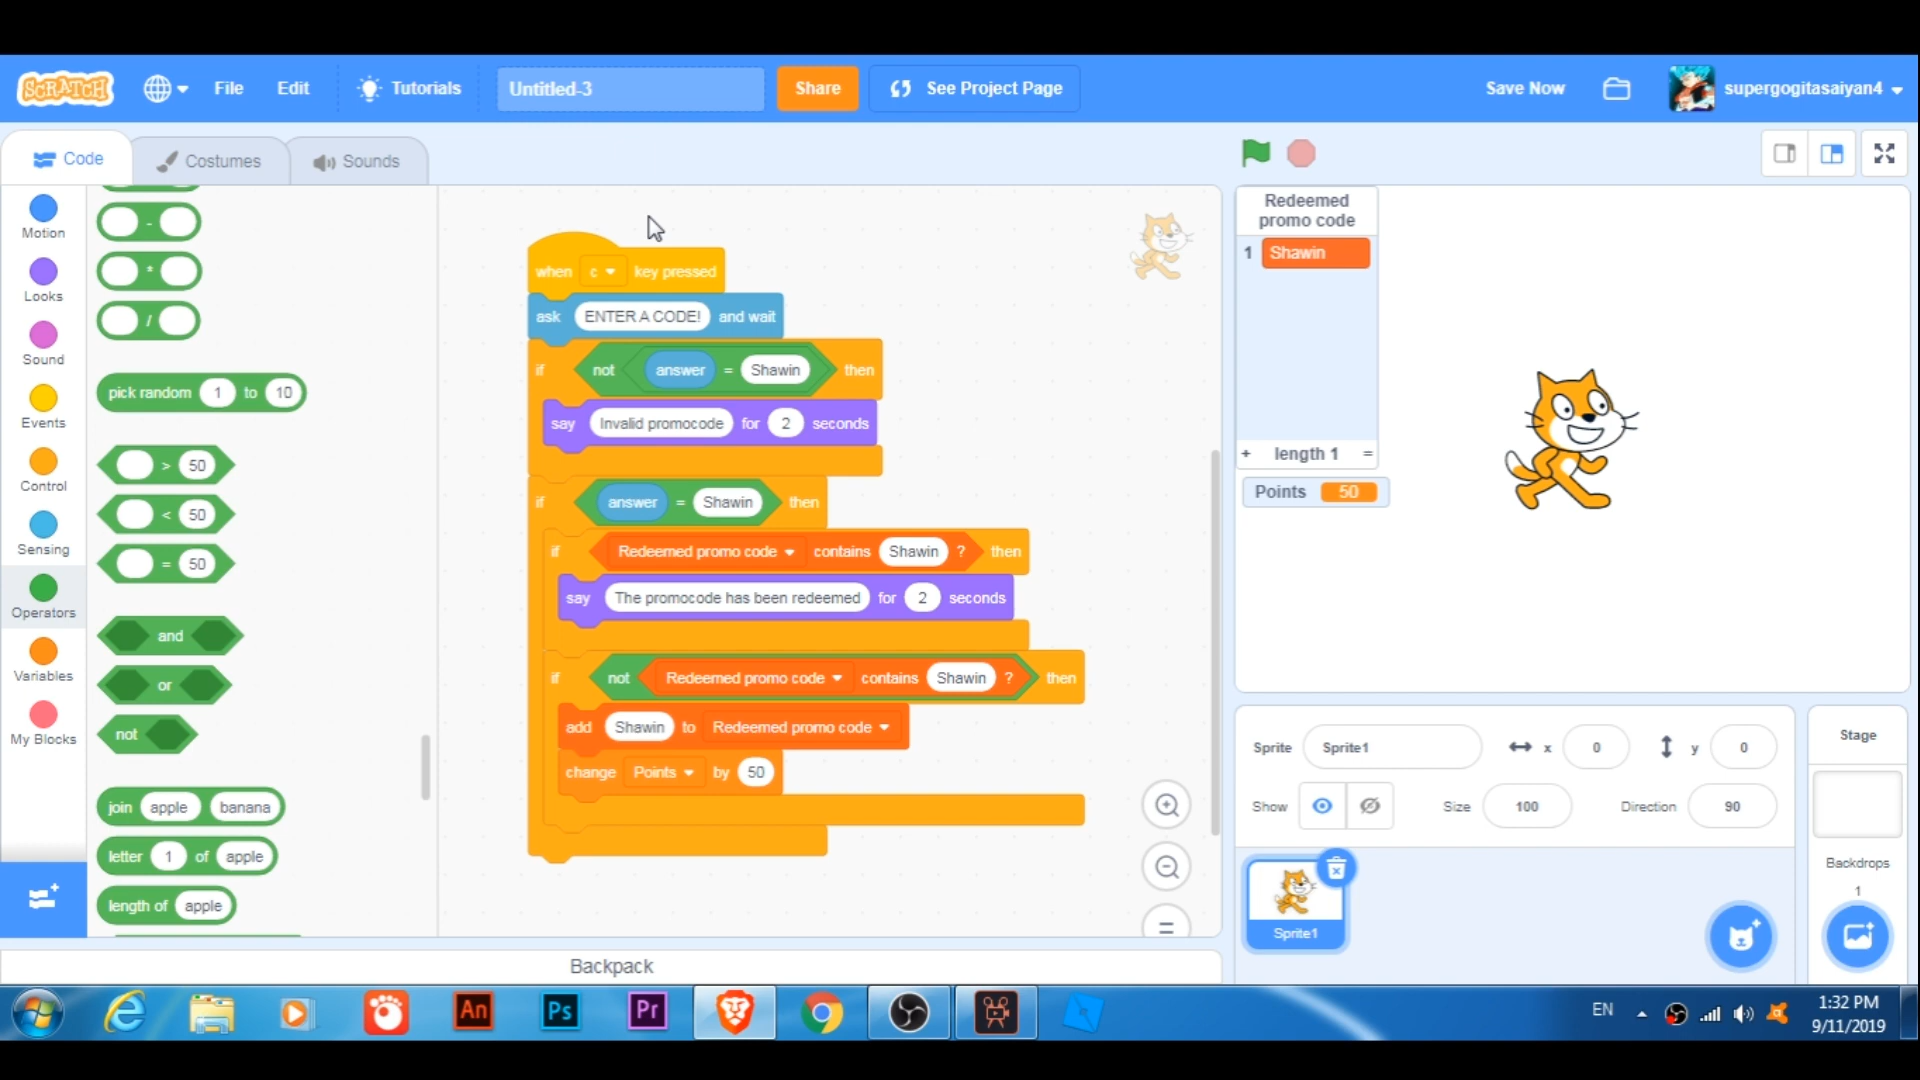 SCRATCH File Edit Tutorials Untitled-3 Share See Project Page Save Now supergogitasaiyan4
Code Costumes Sounds
Motion
Looks
Sound
Events
Control
Sensing
Operators
Variables
My Blocks
-
*
/
pick random 1 to 10
> 50
< 50
= 50
and
or
not
join apple banana
letter 1 of apple
length of apple
when c key pressed
ask ENTER A CODE! and wait
if not answer = Shawin then
say Invalid promocode for 2 seconds
if answer = Shawin then
if Redeemed promo code contains Shawin ? then
say The promocode has been redeemed for 2 seconds
if not Redeemed promo code contains Shawin ? then
add Shawin to Redeemed promo code
change Points by 50
Backpack
Redeemed
promo code
1 Shawin
+ length 1 =
Points 50
Sprite Sprite1 x 0 y 0
Show Size 100 Direction 90
Sprite1
Stage
Backdrops
1
An Ps Pr
EN
1:32 PM
9/11/2019